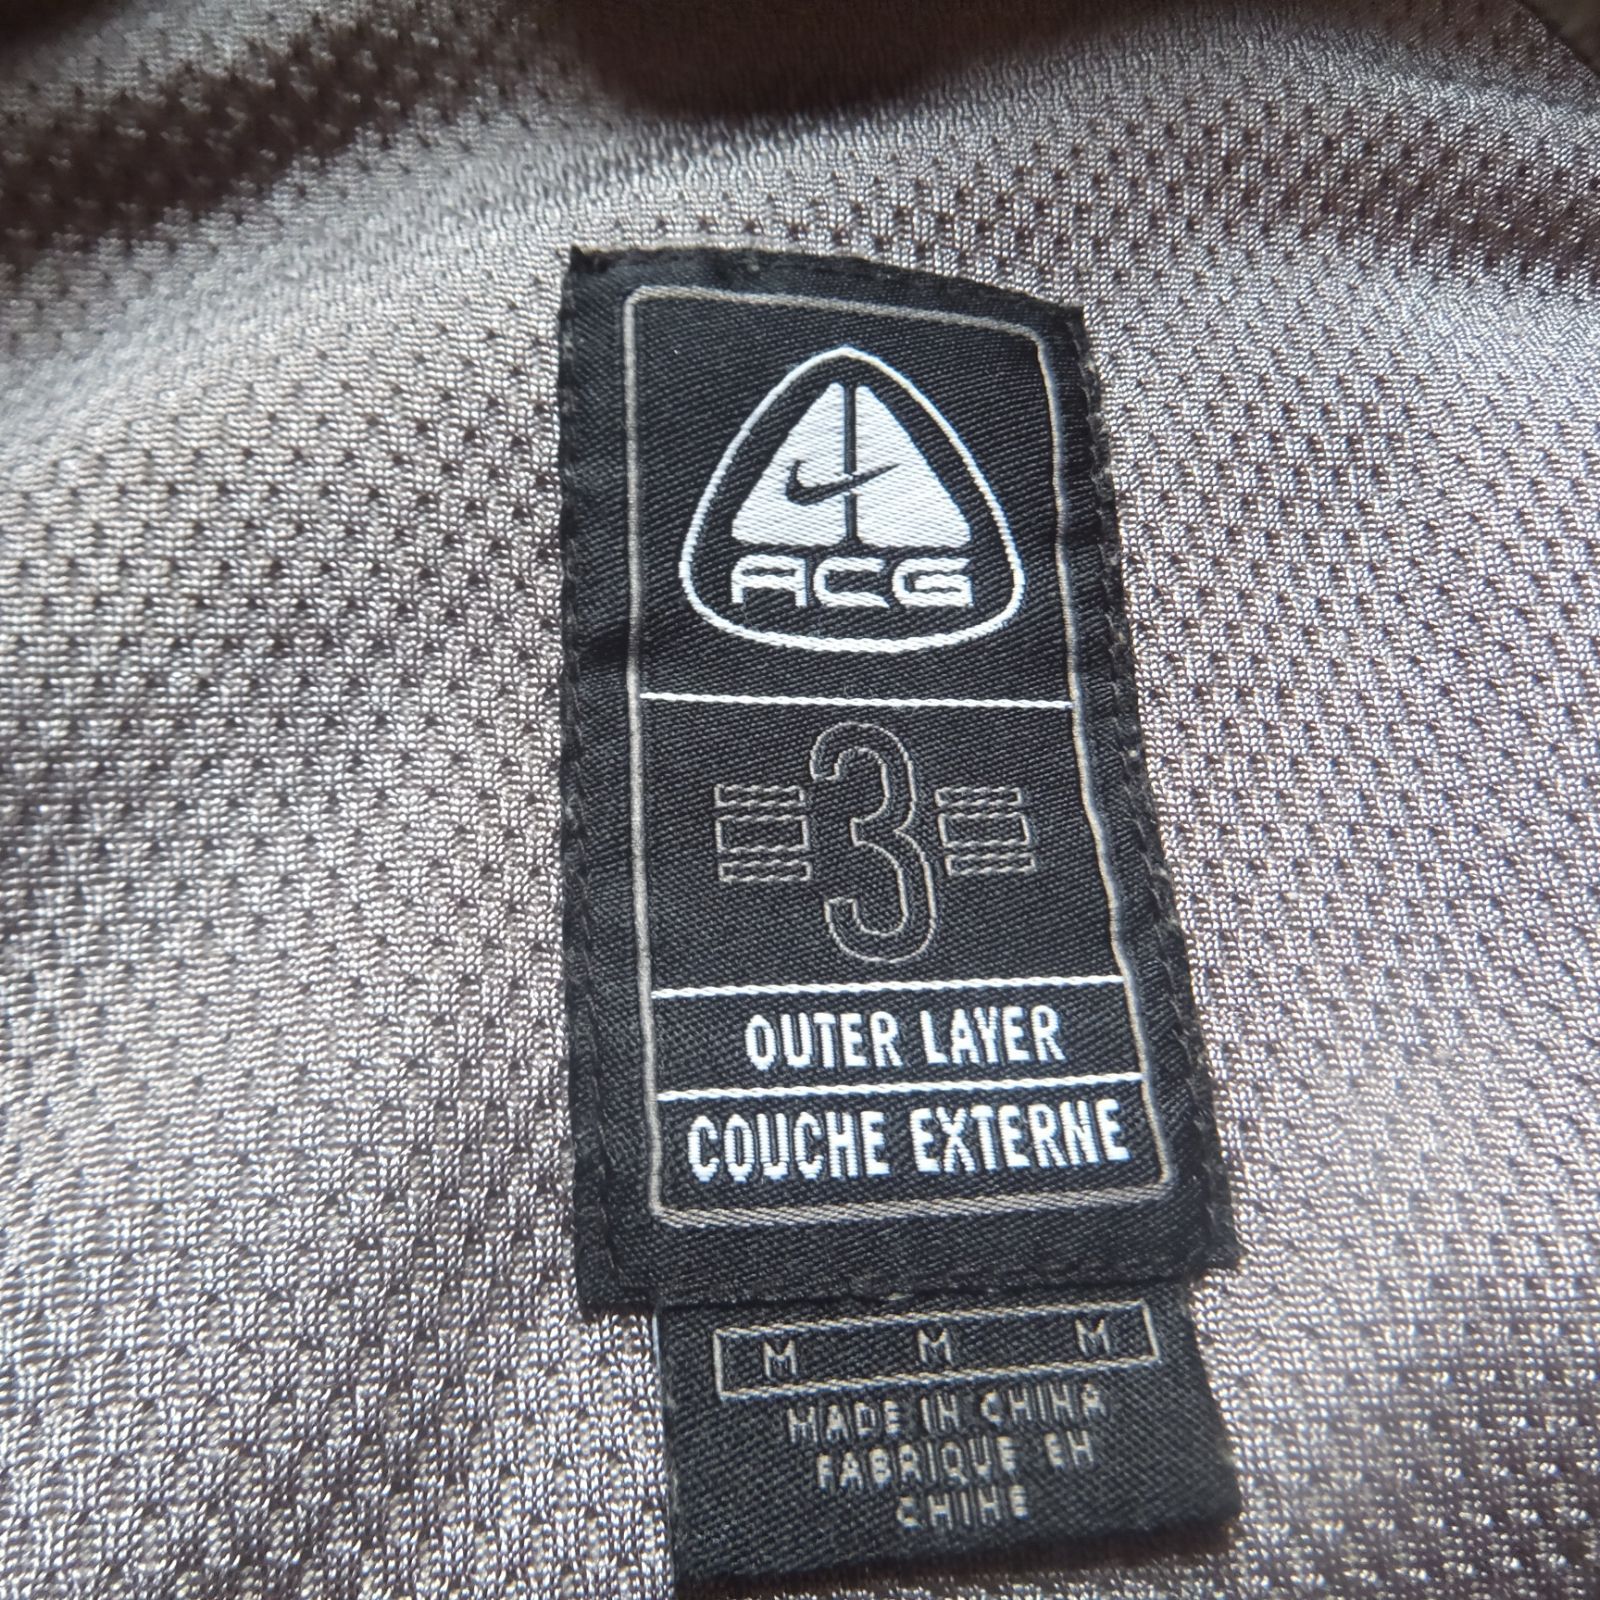 ACG
3
OUTER LAYER
COUCHE EXTERNE
M M M
MADE IN CHINA
FABRIQUE EN
CHINE